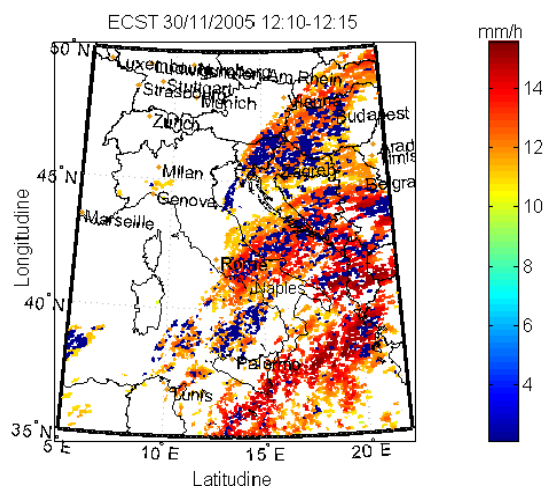 ECST 30/11/2005 12:10-12:15
mm/h
50°N
Stuttgart
Strasbourg
Munich
Vienna
Budapest
Zurich
45°N
Milan
Zagreb
Belgra
Genova
Marseille
Rome
40°N
Naples
Palermo
Tunis
35°N
5°E
10°E
15°E
20°E
Latitudine
Longitudine
14
12
10
8
6
4